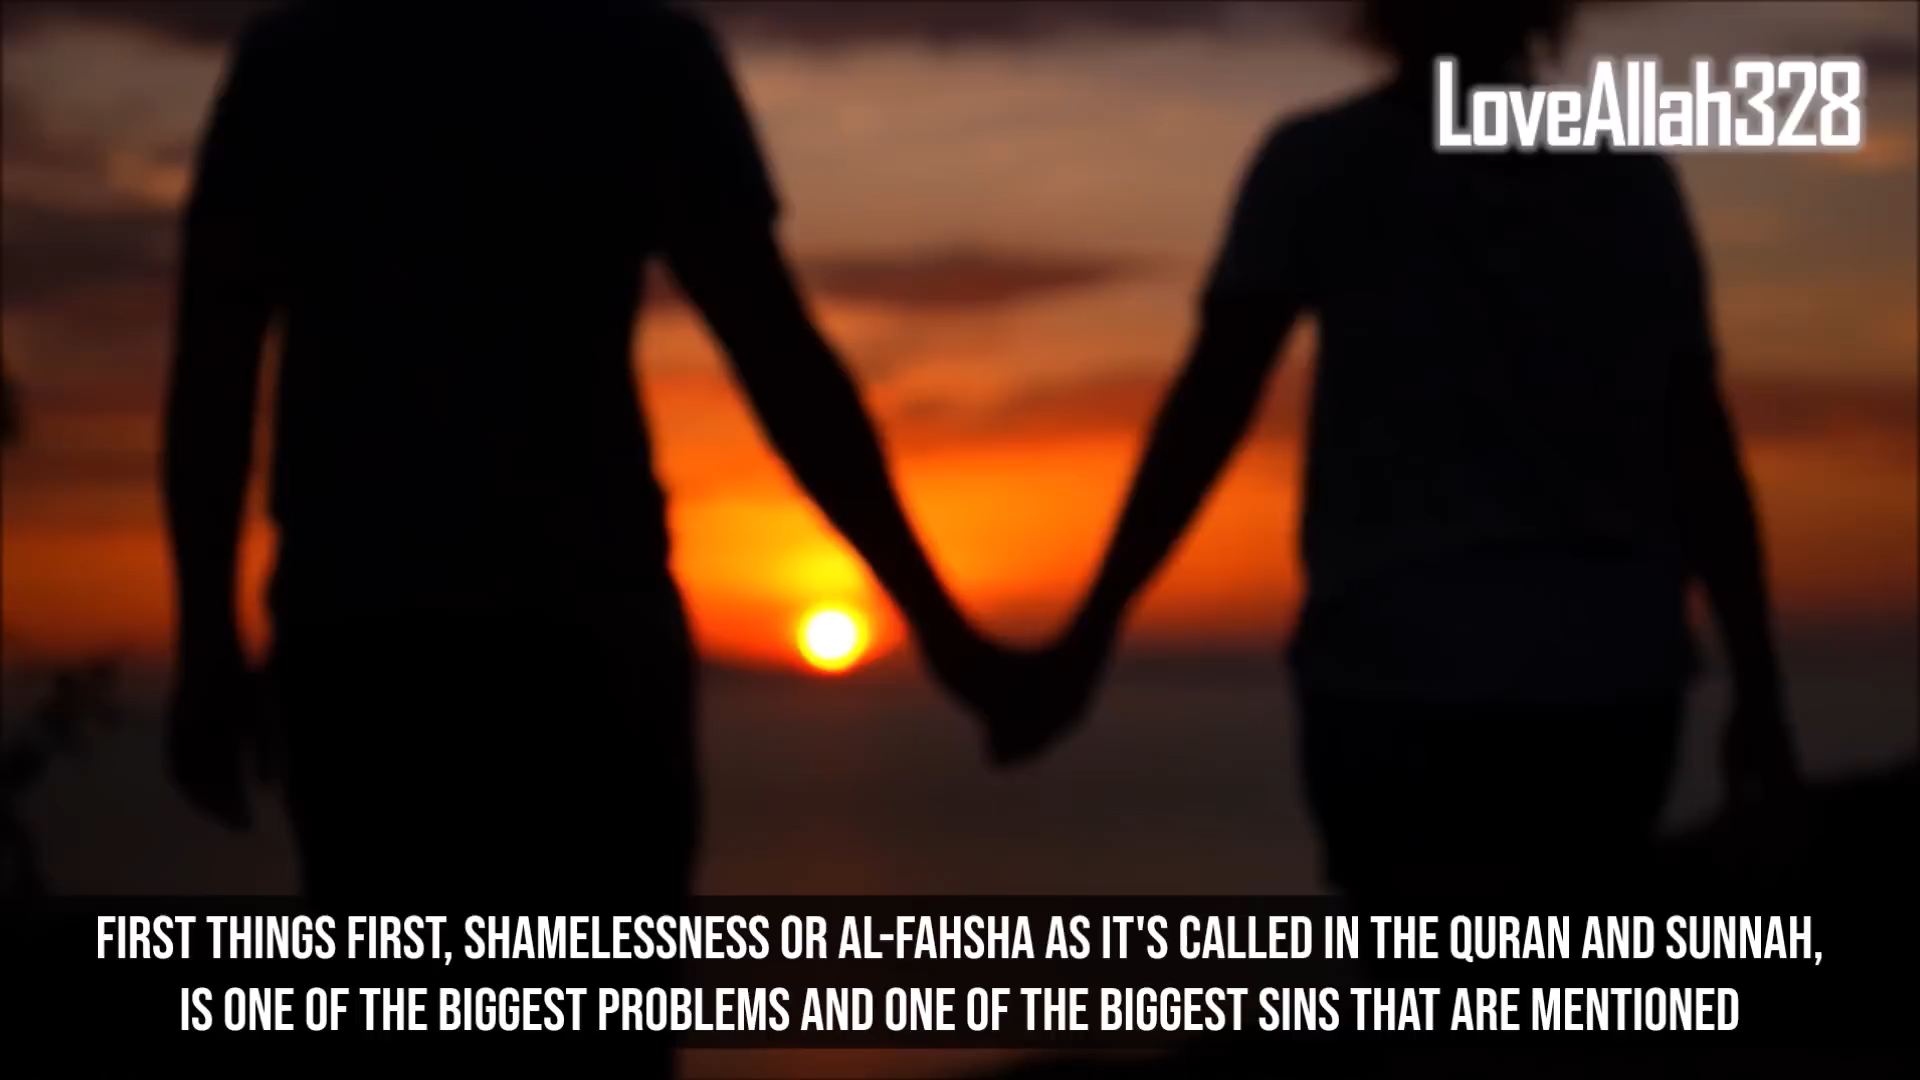 LoveAllah328
FIRST THINGS FIRST, SHAMELESSNESS OR AL-FAHSHA AS IT'S CALLED IN THE QURAN AND SUNNAH,
IS ONE OF THE BIGGEST PROBLEMS AND ONE OF THE BIGGEST SINS THAT ARE MENTIONED